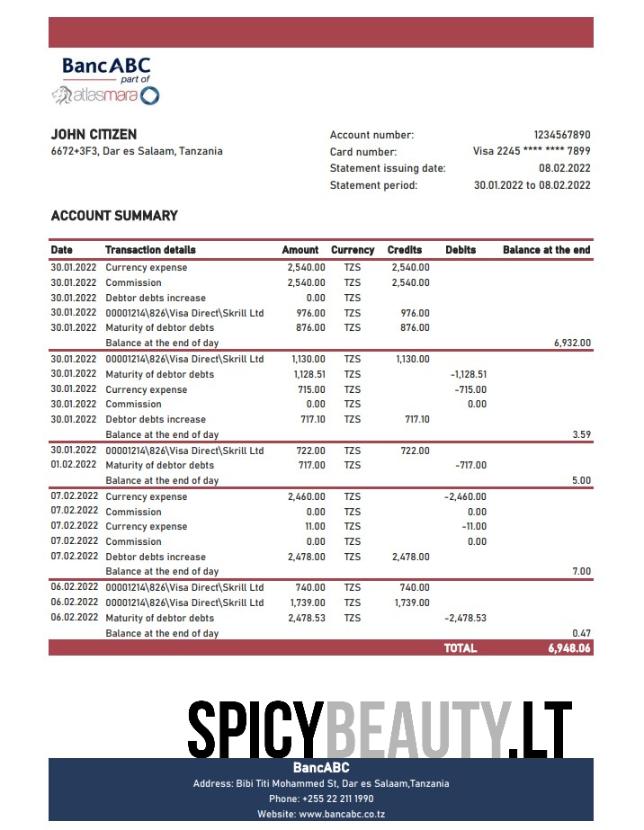 BancABC
part of
atlasmara
JOHN CITIZEN
6672+3F3, Dar es Salaam, Tanzania
Account number: 1234567890
Card number: Visa 2245 **** **** 7899
Statement issuing date: 08.02.2022
Statement period: 30.01.2022 to 08.02.2022
ACCOUNT SUMMARY
Date Transaction details Amount Currency Credits Debits Balance at the end
30.01.2022 Currency expense 2,540.00 TZS 2,540.00
30.01.2022 Commission 2,540.00 TZS 2,540.00
30.01.2022 Debtor debts increase 0.00 TZS
30.01.2022 00001214\826\Visa Direct\Skrill Ltd 976.00 TZS 976.00
30.01.2022 Maturity of debtor debts 876.00 TZS 876.00
Balance at the end of day 6,932.00
30.01.2022 00001214\826\Visa Direct\Skrill Ltd 1,130.00 TZS 1,130.00
30.01.2022 Maturity of debtor debts 1,128.51 TZS -1,128.51
30.01.2022 Currency expense 715.00 TZS -715.00
30.01.2022 Commission 0.00 TZS 0.00
30.01.2022 Debtor debts increase 717.10 TZS 717.10
Balance at the end of day 3.59
30.01.2022 00001214\826\Visa Direct\Skrill Ltd 722.00 TZS 722.00
01.02.2022 Maturity of debtor debts 717.00 TZS -717.00
Balance at the end of day 5.00
07.02.2022 Currency expense 2,460.00 TZS -2,460.00
07.02.2022 Commission 0.00 TZS 0.00
07.02.2022 Currency expense 11.00 TZS -11.00
07.02.2022 Commission 0.00 TZS 0.00
07.02.2022 Debtor debts increase 2,478.00 TZS 2,478.00
Balance at the end of day 7.00
06.02.2022 00001214\826\Visa Direct\Skrill Ltd 740.00 TZS 740.00
06.02.2022 00001214\826\Visa Direct\Skrill Ltd 1,739.00 TZS 1,739.00
06.02.2022 Maturity of debtor debts 2,478.53 TZS -2,478.53
Balance at the end of day 0.47
TOTAL 6,948.06
SPICYBEAUTY.LT
BancABC
Address: Bibi Titi Mohammed St, Dar es Salaam,Tanzania
Phone: +255 22 211 1990
Website: www.bancabc.co.tz